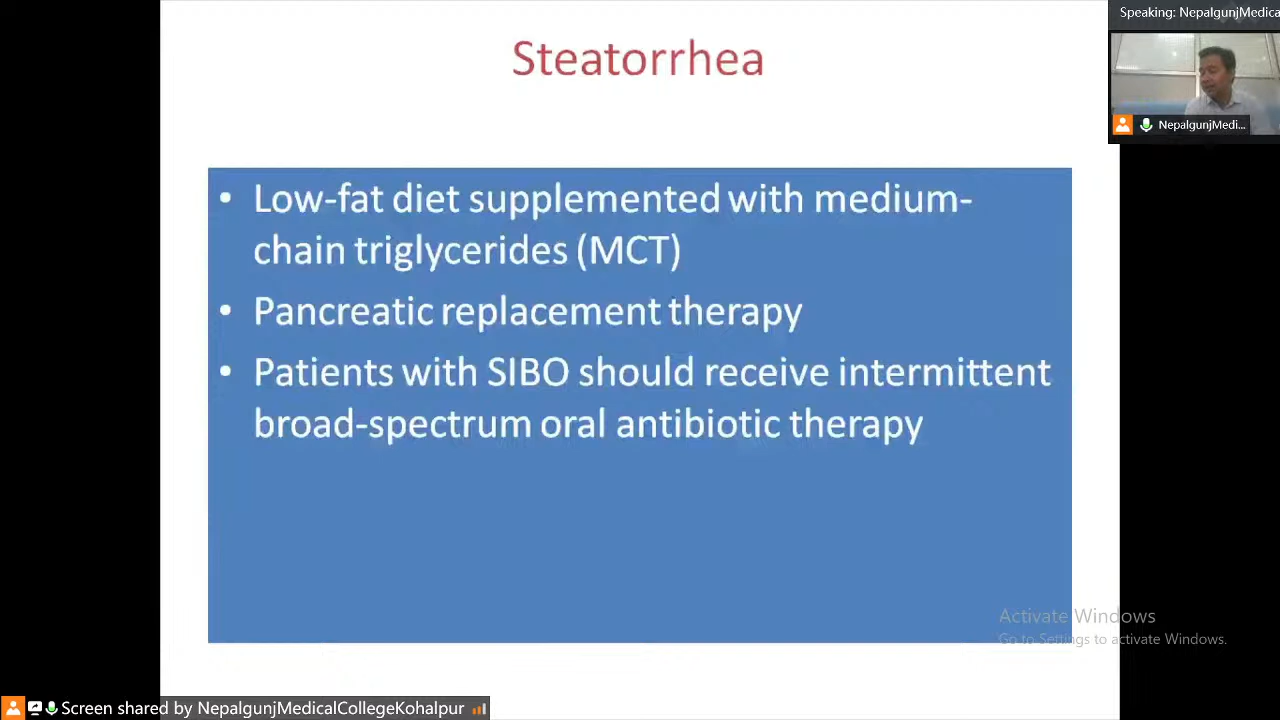 Steatorrhea
Speaking: NepalgunjMedica
NepalgunjMedi...
• Low-fat diet supplemented with medium-
chain triglycerides (MCT)
• Pancreatic replacement therapy
• Patients with SIBO should receive intermittent
broad-spectrum oral antibiotic therapy
Activate Windows
Go to Settings to activate Windows.
Screen shared by NepalgunjMedicalCollegeKohalpur